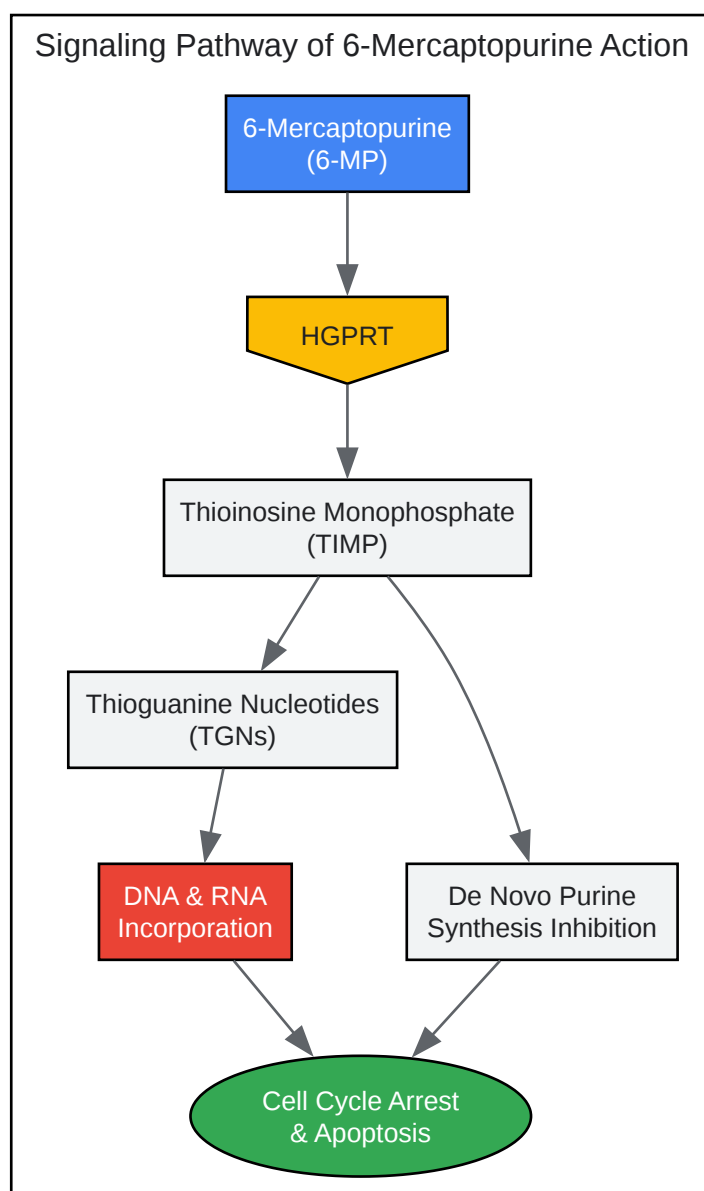 Signaling Pathway of 6-Mercaptopurine Action
6-Mercaptopurine
(6-MP)
HGPRT
Thioinosine Monophosphate
(TIMP)
Thioguanine Nucleotides
(TGNs)
DNA & RNA
Incorporation
De Novo Purine
Synthesis Inhibition
Cell Cycle Arrest
& Apoptosis